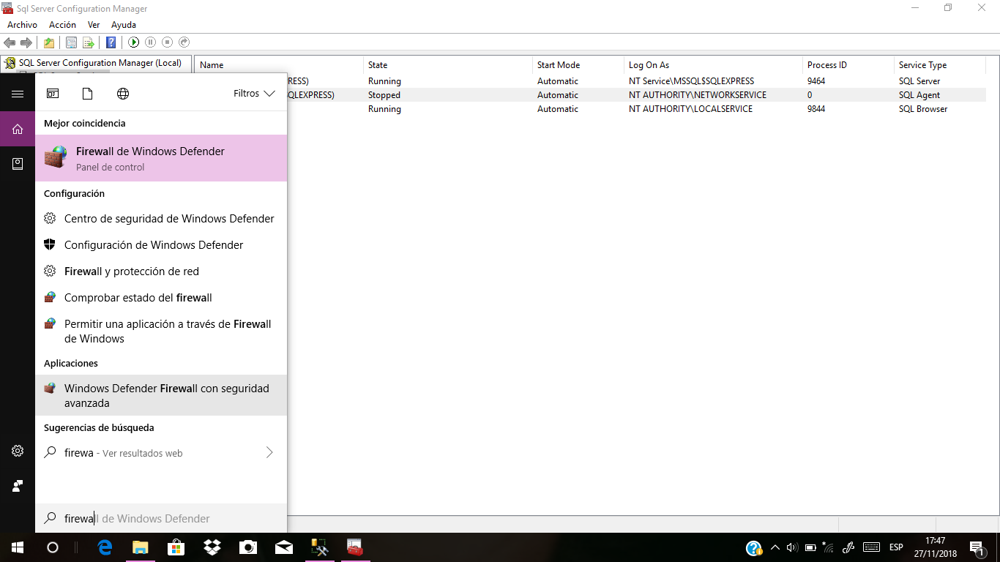 Sql Server Configuration Manager
Archivo Acción Ver Ayuda
SQL Server Configuration Manager (Local)
Name State Start Mode Log On As Process ID Service Type
RESS) Running Automatic NT Service\MSSQL$SQLEXPRESS 9464 SQL Server
QLEXPRESS) Stopped Automatic NT AUTHORITY\NETWORKSERVICE 0 SQL Agent
Running Automatic NT AUTHORITY\LOCALSERVICE 9844 SQL Browser
Filtros
Mejor coincidencia
Firewall de Windows Defender
Panel de control
Configuración
Centro de seguridad de Windows Defender
Configuración de Windows Defender
Firewall y protección de red
Comprobar estado del firewall
Permitir una aplicación a través de Firewall
de Windows
Aplicaciones
Windows Defender Firewall con seguridad
avanzada
Sugerencias de búsqueda
firewa - Ver resultados web
firewall de Windows Defender
ESP
17:47
27/11/2018
1